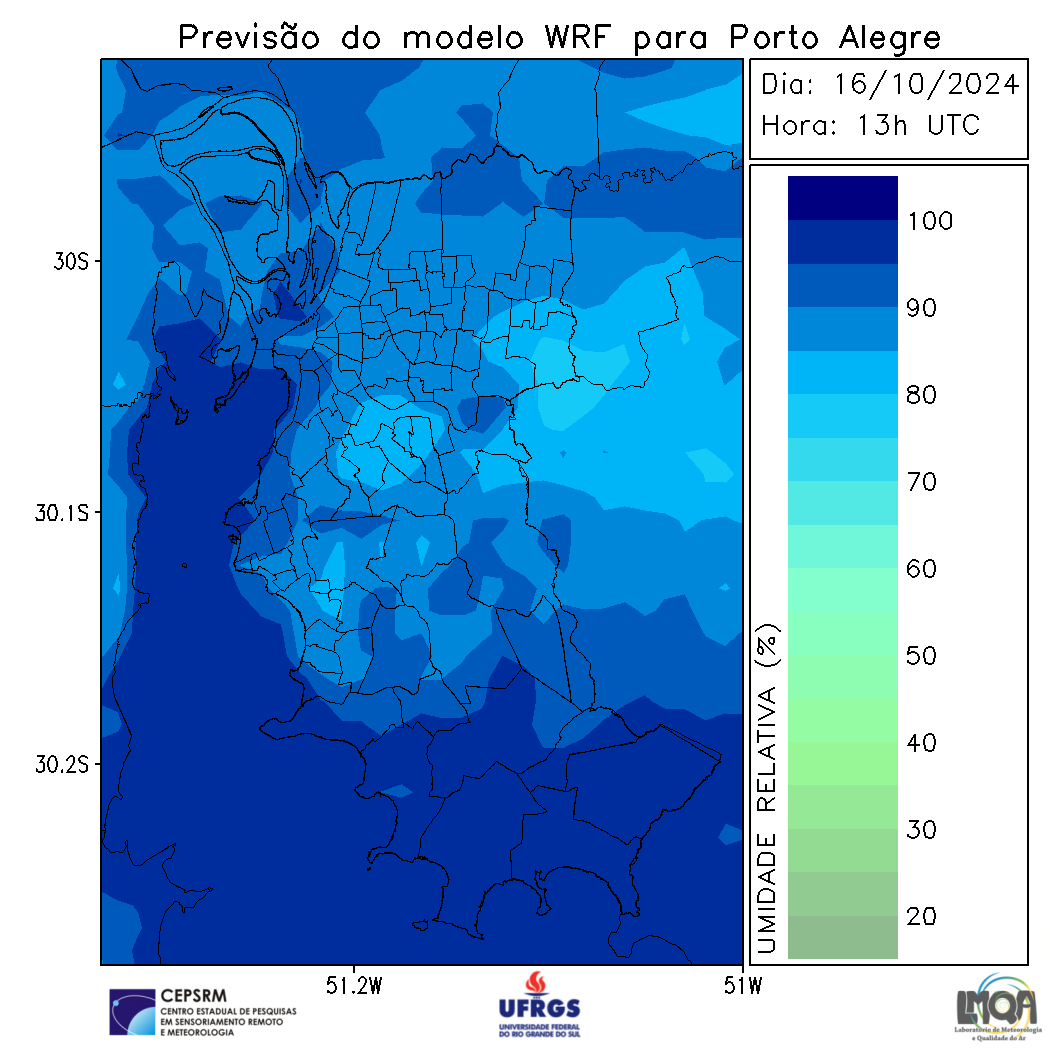 Previsão do modelo WRF para Porto Alegre
Dia: 16/10/2024
Hora: 13h UTC
30S
30.1S
30.2S
51.2W
51W
UMIDADE RELATIVA (%)
100
90
80
70
60
50
40
30
20
CEPSRM
CENTRO ESTADUAL DE PESQUISAS
EM SENSORIAMENTO REMOTO
E METEOROLOGIA
UFRGS
UNIVERSIDADE FEDERAL
DO RIO GRANDE DO SUL
LMQA
Laboratório de Meteorologia
e Qualidade do Ar